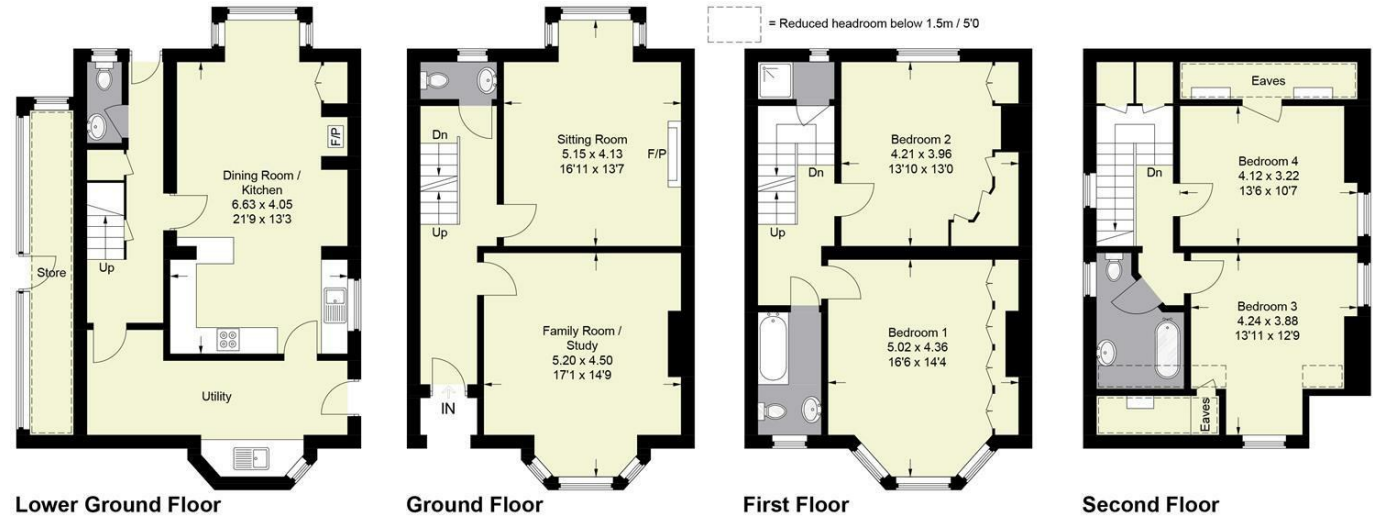 = Reduced headroom below 1.5m / 5'0
F/P
Dining Room /
Kitchen
6.63 x 4.05
21'9 x 13'3
Store
Up
Utility
Lower Ground Floor
Dn
Up
Sitting Room
5.15 x 4.13
16'11 x 13'7
F/P
Family Room /
Study
5.20 x 4.50
17'1 x 14'9
IN
Ground Floor
Dn
Up
Bedroom 2
4.21 x 3.96
13'10 x 13'0
Bedroom 1
5.02 x 4.36
16'6 x 14'4
First Floor
Eaves
Dn
Bedroom 4
4.12 x 3.22
13'6 x 10'7
Bedroom 3
4.24 x 3.88
13'11 x 12'9
Eaves
Second Floor